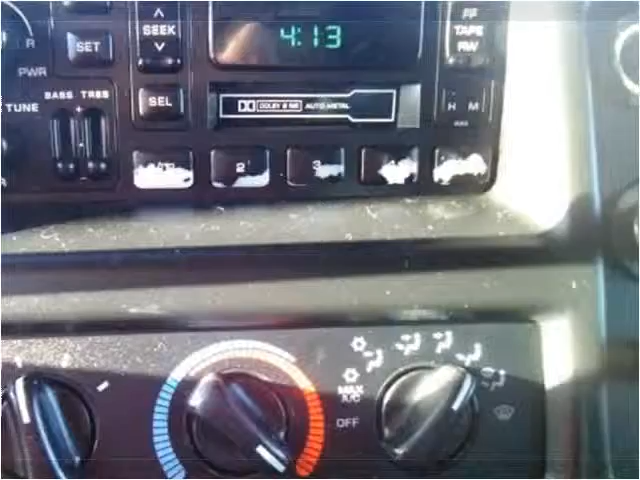 R
PWR
TUNE
SET
BASS TREB
SEEK
SEL
4:13
DOLBY B NR
AUTO METAL
FF
TAPE
RW
H M
2
3
MAX
A/C
OFF